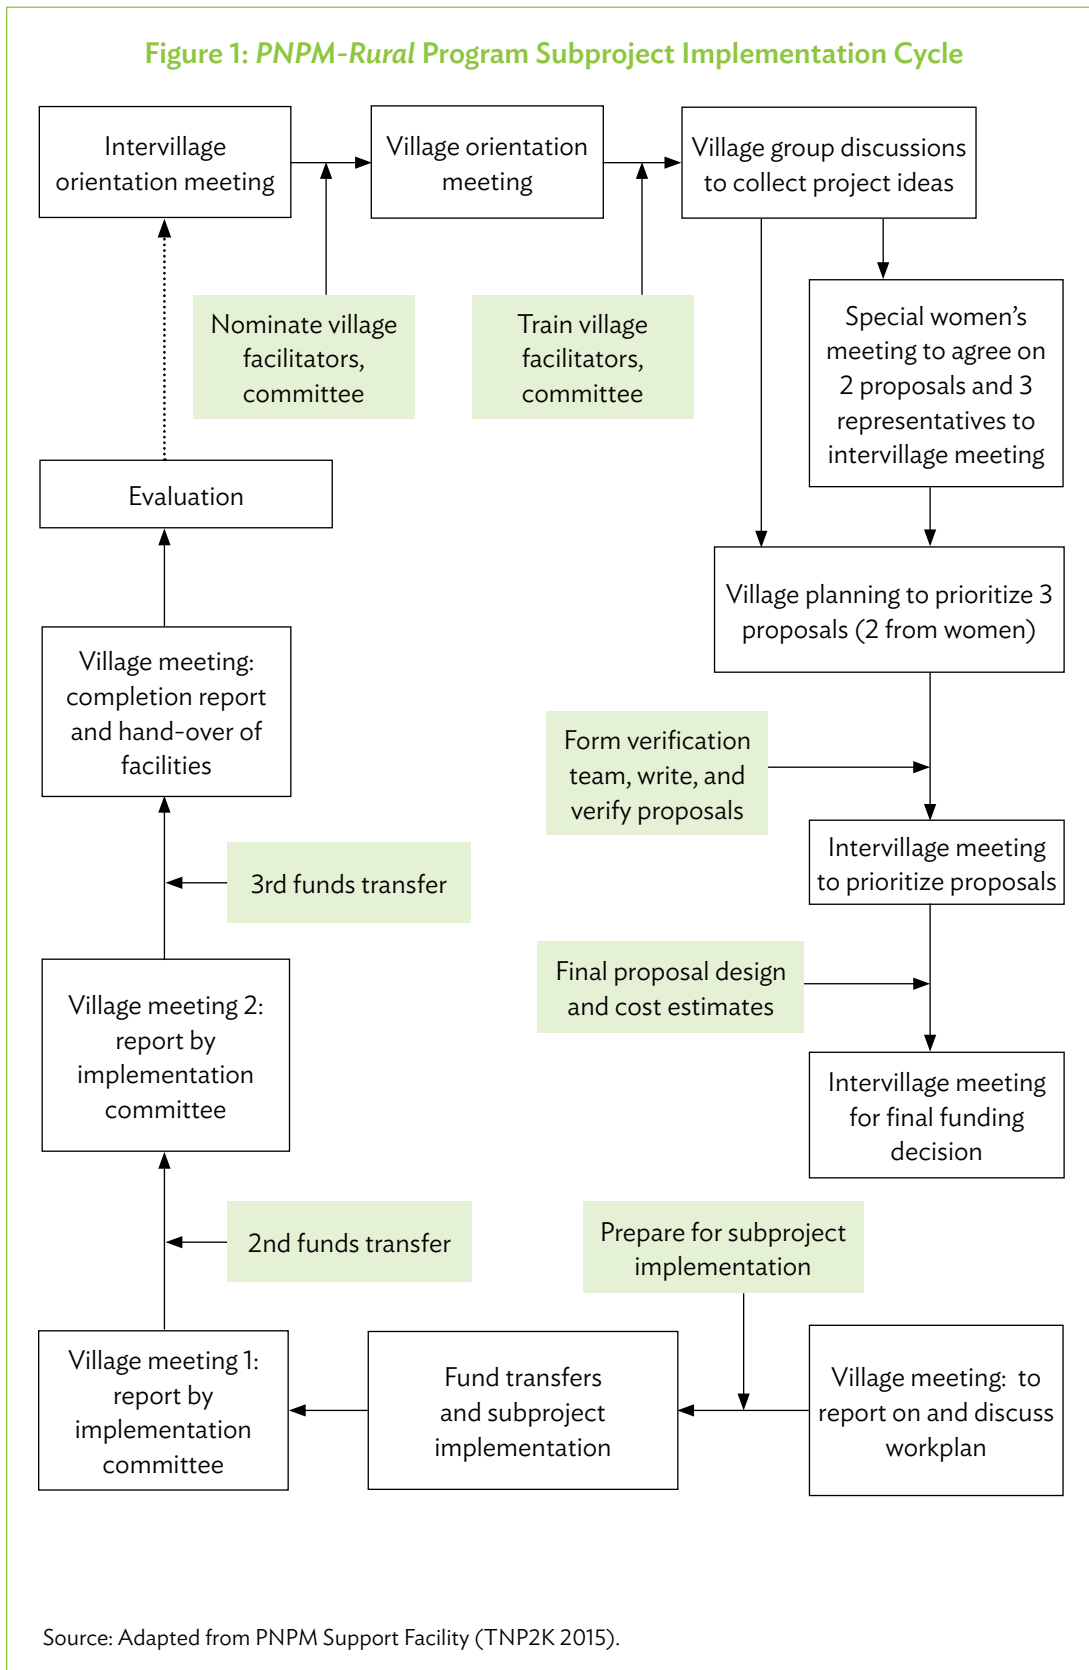 Figure 1: PNPM-Rural Program Subproject Implementation Cycle
Intervillage
orientation meeting
Village orientation
meeting
Village group discussions
to collect project ideas
Nominate village
facilitators,
committee
Train village
facilitators,
committee
Special women's
meeting to agree on
2 proposals and 3
representatives to
intervillage meeting
Evaluation
Village planning to prioritize 3
proposals (2 from women)
Village meeting:
completion report
and hand-over of
facilities
Form verification
team, write, and
verify proposals
Intervillage meeting
to prioritize proposals
3rd funds transfer
Final proposal design
and cost estimates
Village meeting 2:
report by
implementation
committee
Intervillage meeting
for final funding
decision
2nd funds transfer
Prepare for subproject
implementation
Village meeting 1:
report by
implementation
committee
Fund transfers
and subproject
implementation
Village meeting: to
report on and discuss
workplan
Source: Adapted from PNPM Support Facility (TNP2K 2015).